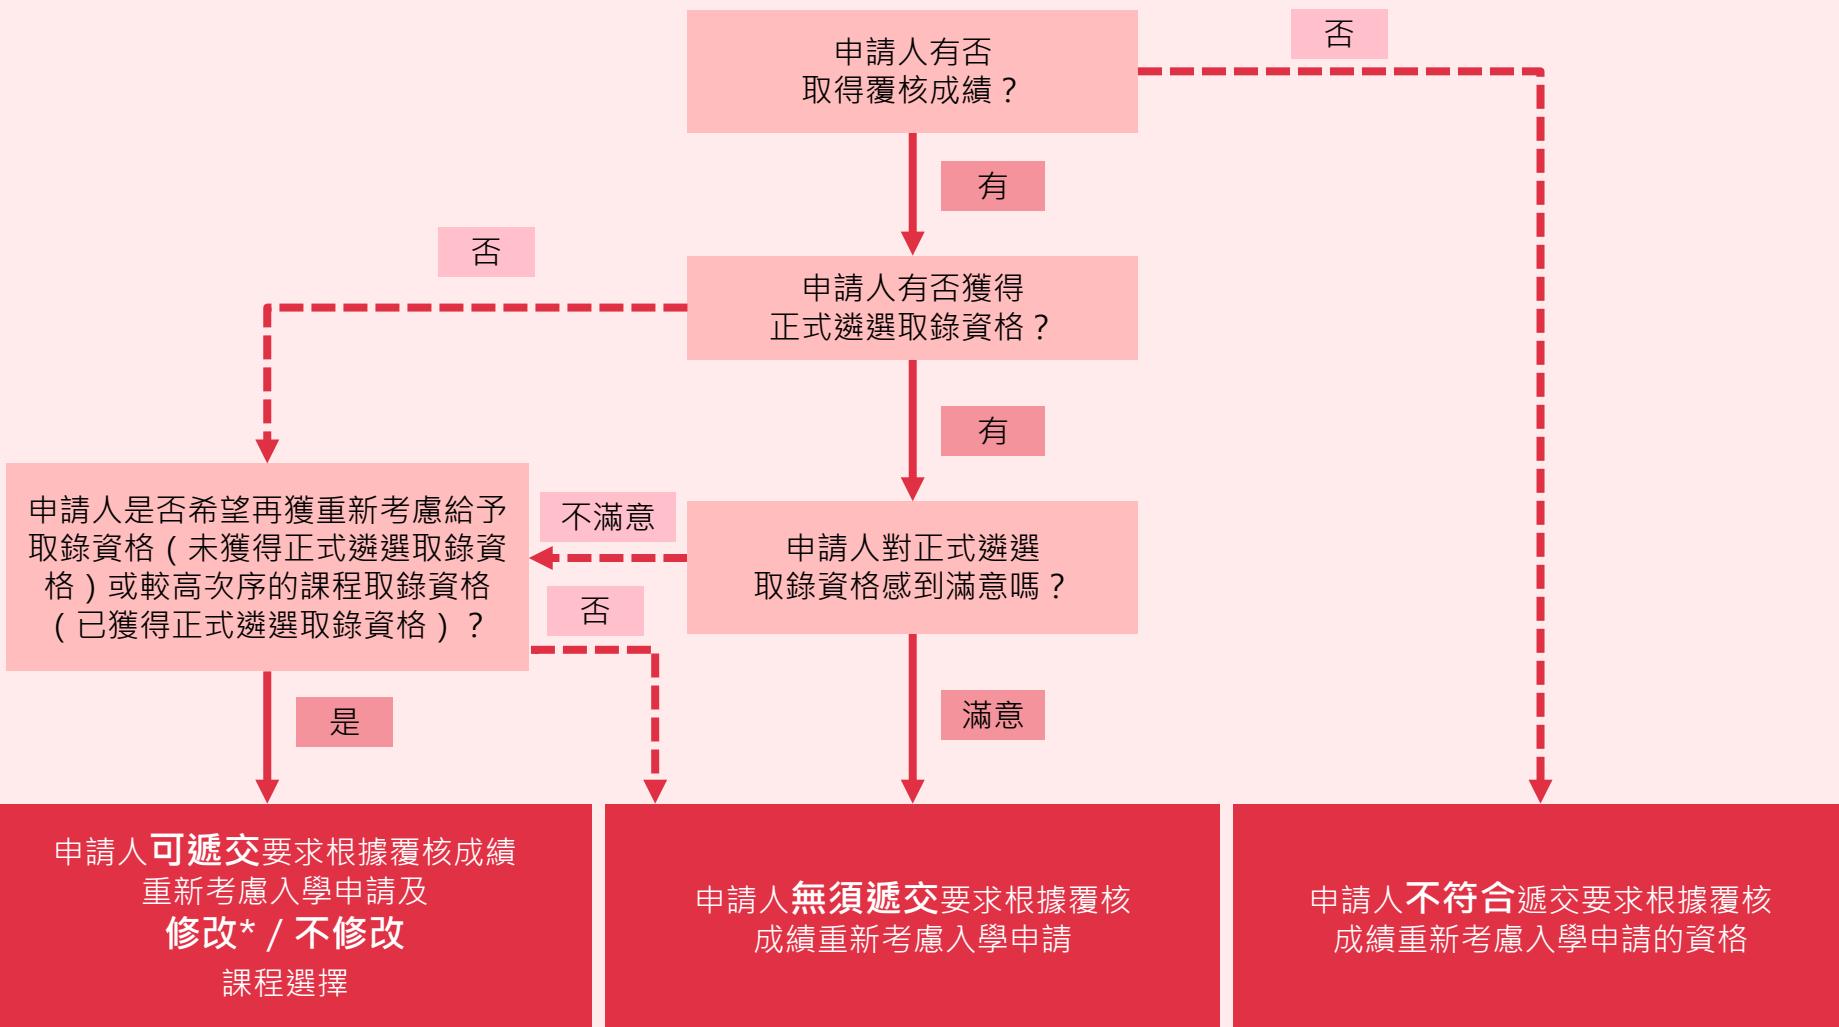 申請人有否
取得覆核成績？
否
有
否
申請人有否獲得
正式遴選取錄資格？
有
申請人是否希望再獲重新考慮給予
取錄資格（未獲得正式遴選取錄資
格）或較高次序的課程取錄資格
（已獲得正式遴選取錄資格）？
不滿意
申請人對正式遴選
取錄資格感到滿意嗎？
否
是
滿意
申請人可遞交要求根據覆核成績
重新考慮入學申請及
修改* / 不修改
課程選擇
申請人無須遞交要求根據覆核
成績重新考慮入學申請
申請人不符合遞交要求根據覆核
成績重新考慮入學申請的資格